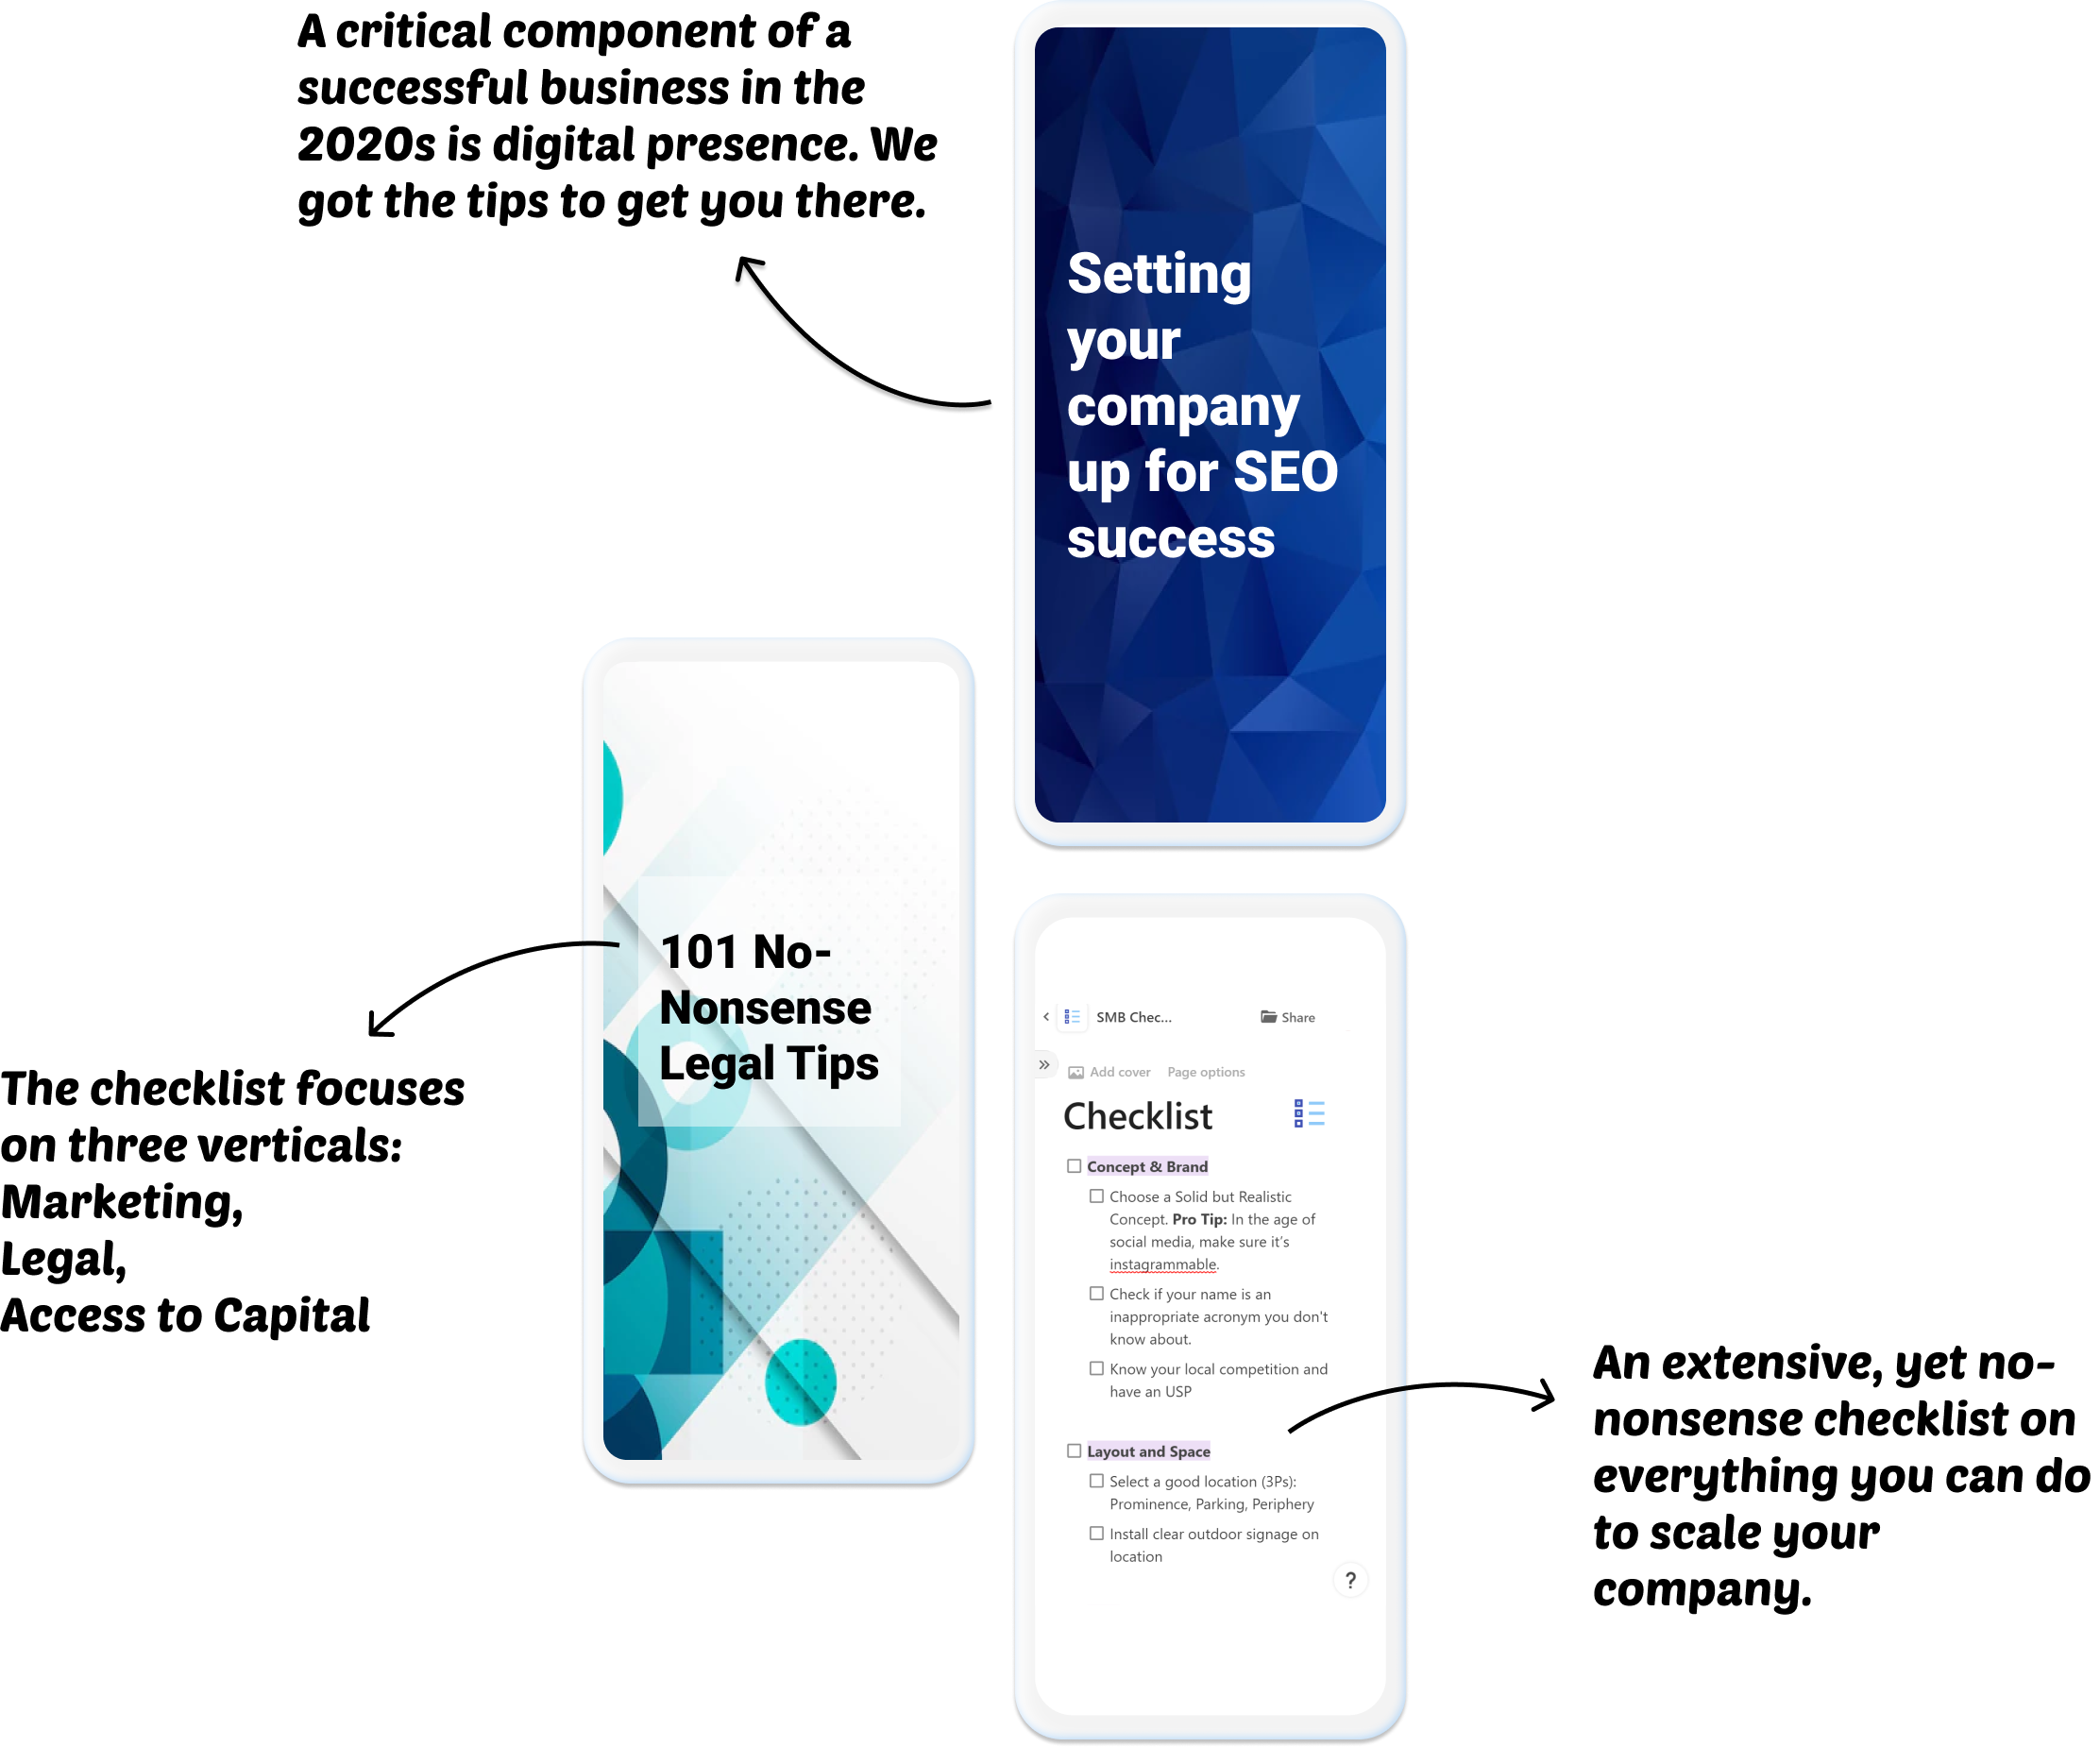 A critical component of a
successful business in the
2020s is digital presence. We
got the tips to get you there.
Setting
your
company
up for SEO
success
101 No-
Nonsense
Legal Tips
The checklist focuses
on three verticals:
Marketing,
Legal,
Access to Capital
SMB Chec...
Share
Add cover
Page options
Checklist
Concept & Brand
Choose a Solid but Realistic
Concept. Pro Tip: In the age of
social media, make sure it's
instagrammable.
Check if your name is an
inappropriate acronym you don't
know about.
Know your local competition and
have an USP
Layout and Space
Select a good location (3Ps):
Prominence, Parking, Periphery
Install clear outdoor signage on
location
?
An extensive, yet no-
nonsense checklist on
everything you can do
to scale your
company.